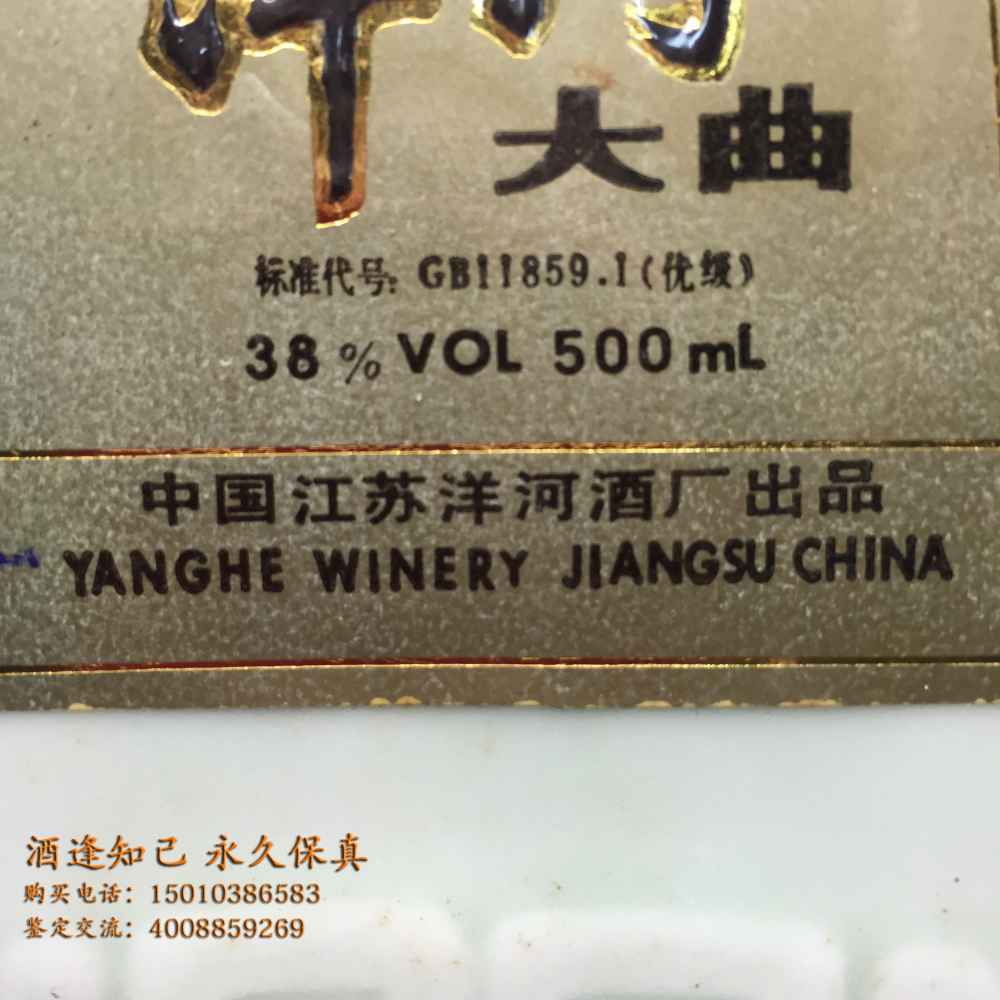 大曲
标准代号: GB11859.1(优级)
38% VOL 500 mL
中国江苏洋河酒厂出品
YANGHE WINERY JIANGSU CHINA
酒逢知己 永久保真
购买电话：15010386583
鉴定交流：4008859269